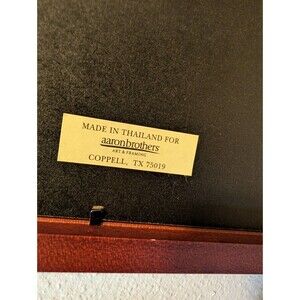 MADE IN THAILAND FOR
aaronbrothers
ART & FRAMING
COPPELL, TX 75019